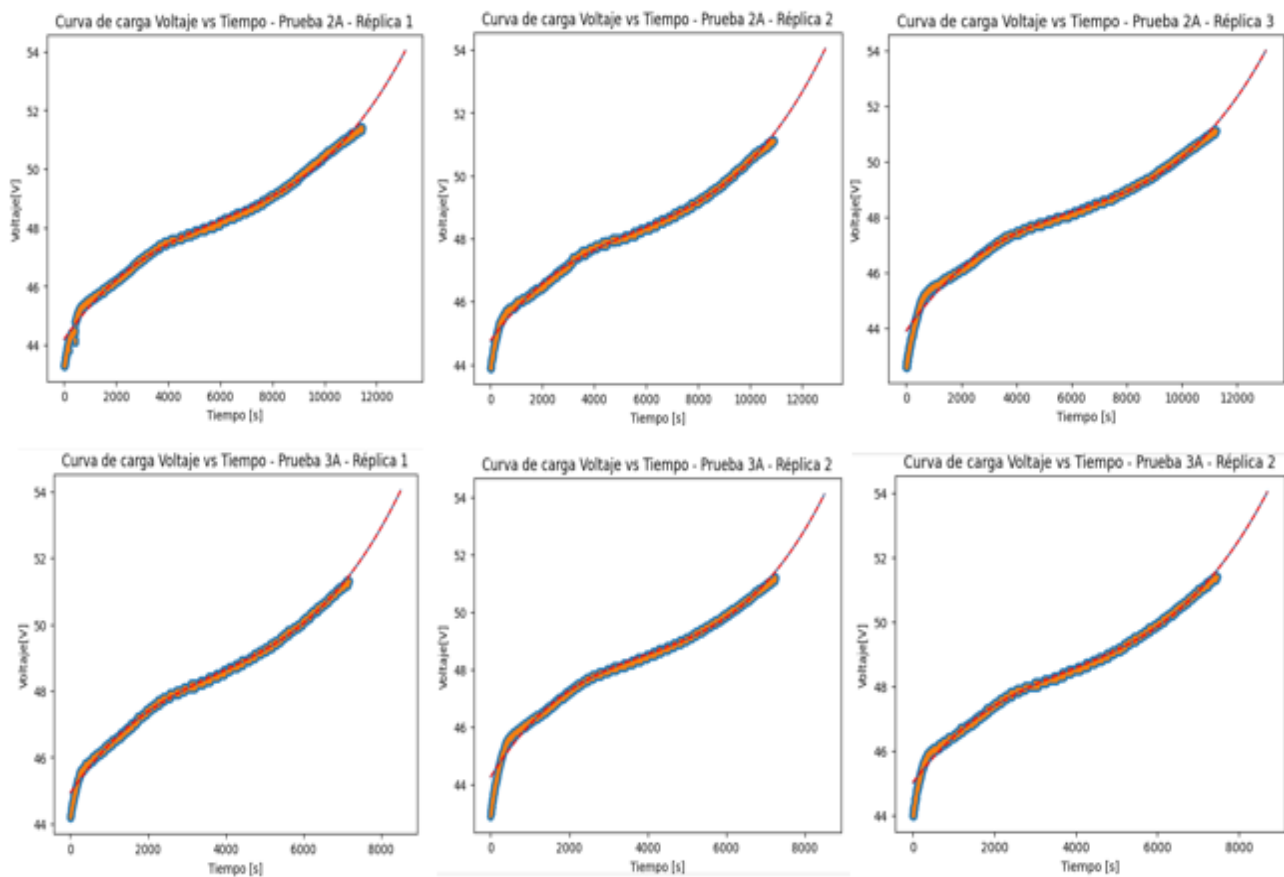 Curva de carga Voltaje vs Tiempo - Prueba 2A - Réplica 1
54
52
50
48
46
44
Voltaje[V]
0 2000 4000 6000 8000 10000 12000
Tiempo [s]
Curva de carga Voltaje vs Tiempo - Prueba 2A - Réplica 2
54
52
50
48
46
44
Voltaje[V]
0 2000 4000 6000 8000 10000 12000
Tiempo [s]
Curva de carga Voltaje vs Tiempo - Prueba 2A - Réplica 3
54
52
50
48
46
44
Voltaje[V]
0 2000 4000 6000 8000 10000 12000
Tiempo [s]
Curva de carga Voltaje vs Tiempo - Prueba 3A - Réplica 1
54
52
50
48
46
44
Voltaje[V]
0 2000 4000 6000 8000
Tiempo [s]
Curva de carga Voltaje vs Tiempo - Prueba 3A - Réplica 2
54
52
50
48
46
44
Voltaje[V]
0 2000 4000 6000 8000
Tiempo [s]
Curva de carga Voltaje vs Tiempo - Prueba 3A - Réplica 2
54
52
50
48
46
44
Voltaje[V]
0 2000 4000 6000 8000
Tiempo [s]